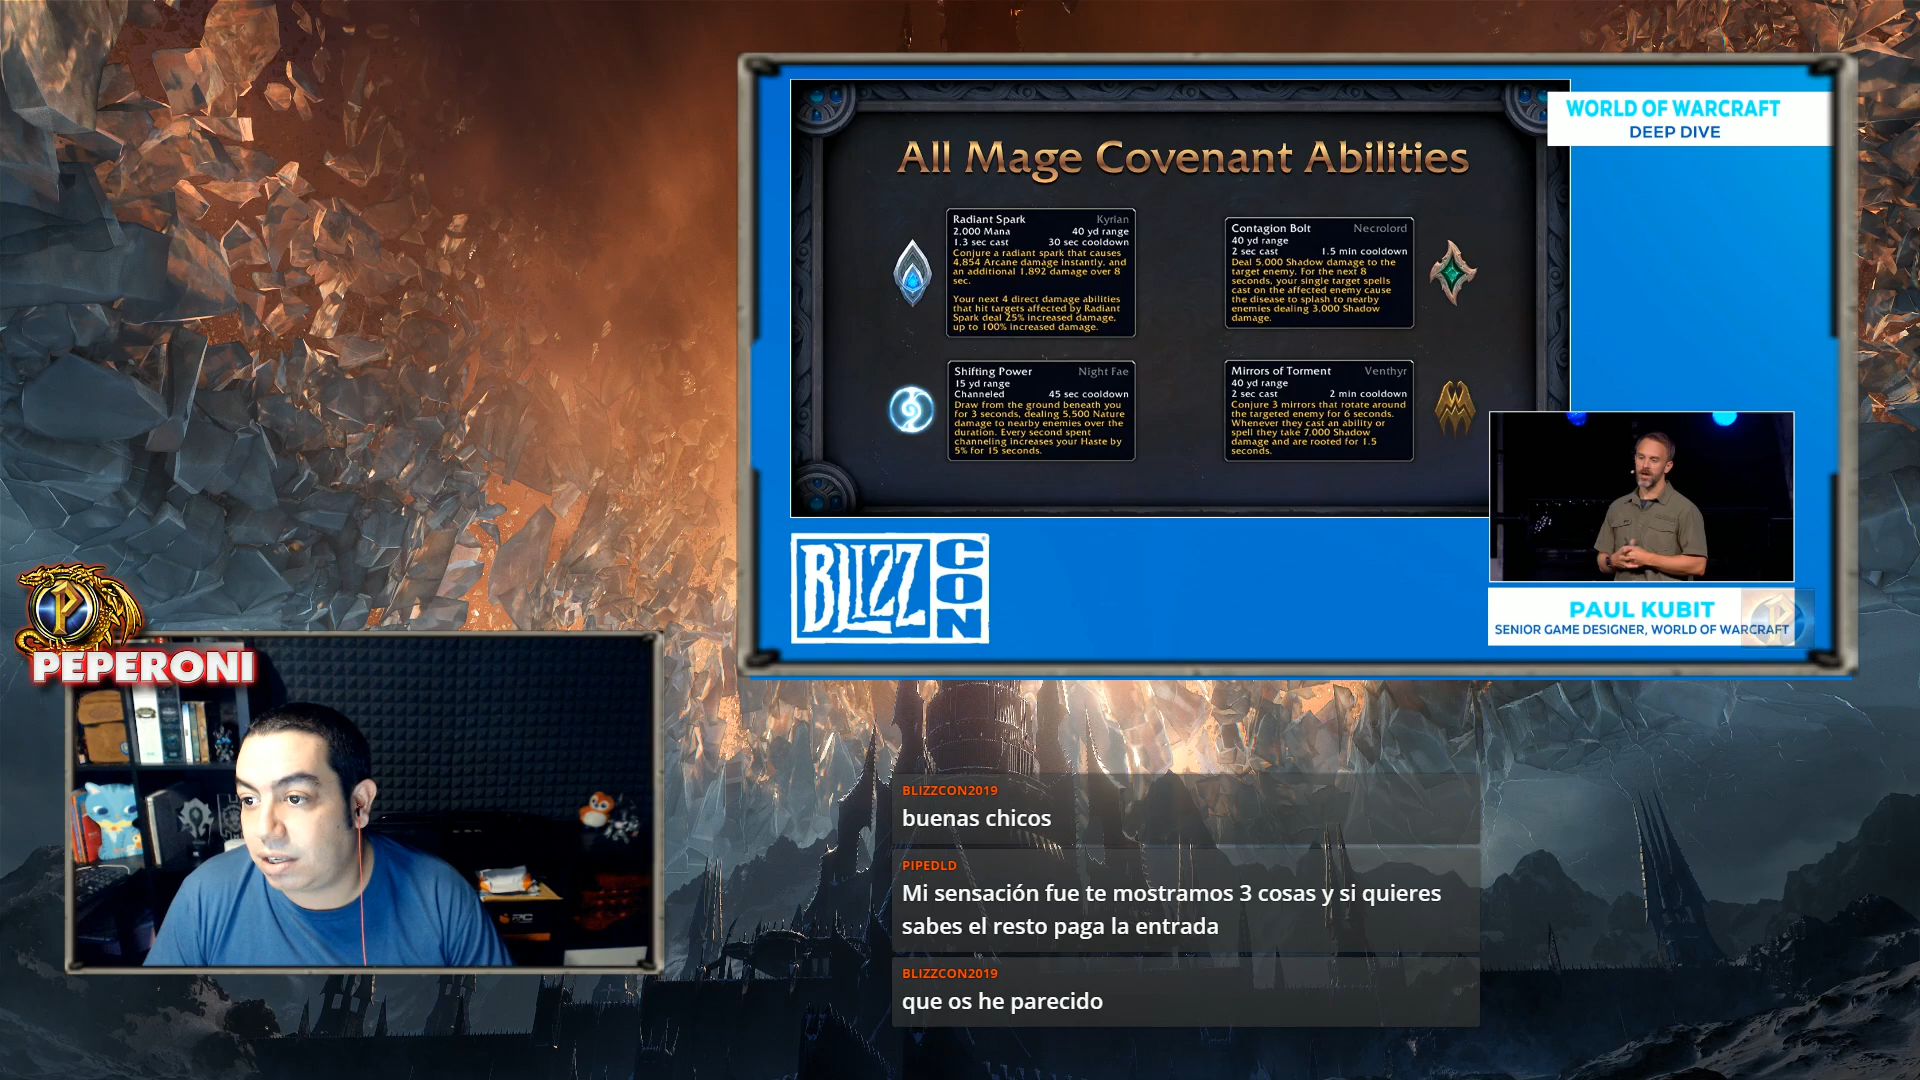 WORLD OF WARCRAFT
DEEP DIVE
All Mage Covenant Abilities
Radiant Spark Kyrian
2,000 Mana 40 yd range
1.3 sec cast 30 sec cooldown
Conjure a radiant spark that causes
4,854 Arcane damage instantly, and
an additional 1,892 damage over 8
sec.
Your next 4 direct damage abilities
that hit targets affected by Radiant
Spark deal 25% increased damage,
up to 100% increased damage.
Contagion Bolt Necrolord
40 yd range
2 sec cast 1.5 min cooldown
Deal 5,000 Shadow damage to the
target enemy. For the next 8
seconds, your single target spells
cast on the affected enemy cause
the disease to splash to nearby
enemies dealing 3,000 Shadow
damage.
Shifting Power Night Fae
15 yd range
Channeled 45 sec cooldown
Draw from the ground beneath you
for 3 seconds, dealing 5,500 Nature
damage to nearby enemies over the
duration. Every second spent
channeling increases your Haste by
5% for 15 seconds.
Mirrors of Torment Venthyr
40 yd range
2 sec cast 2 min cooldown
Conjure 3 mirrors that rotate around
the targeted enemy for 6 seconds.
Whenever they cast an ability or
spell they take 7,000 Shadow
damage and are rooted for 1.5
seconds.
BLIZZCON
PAUL KUBIT
SENIOR GAME DESIGNER, WORLD OF WARCRAFT
P
PEPERONI
BLIZZCON2019
buenas chicos
PIPEDLD
Mi sensación fue te mostramos 3 cosas y si quieres
sabes el resto paga la entrada
BLIZZCON2019
que os he parecido